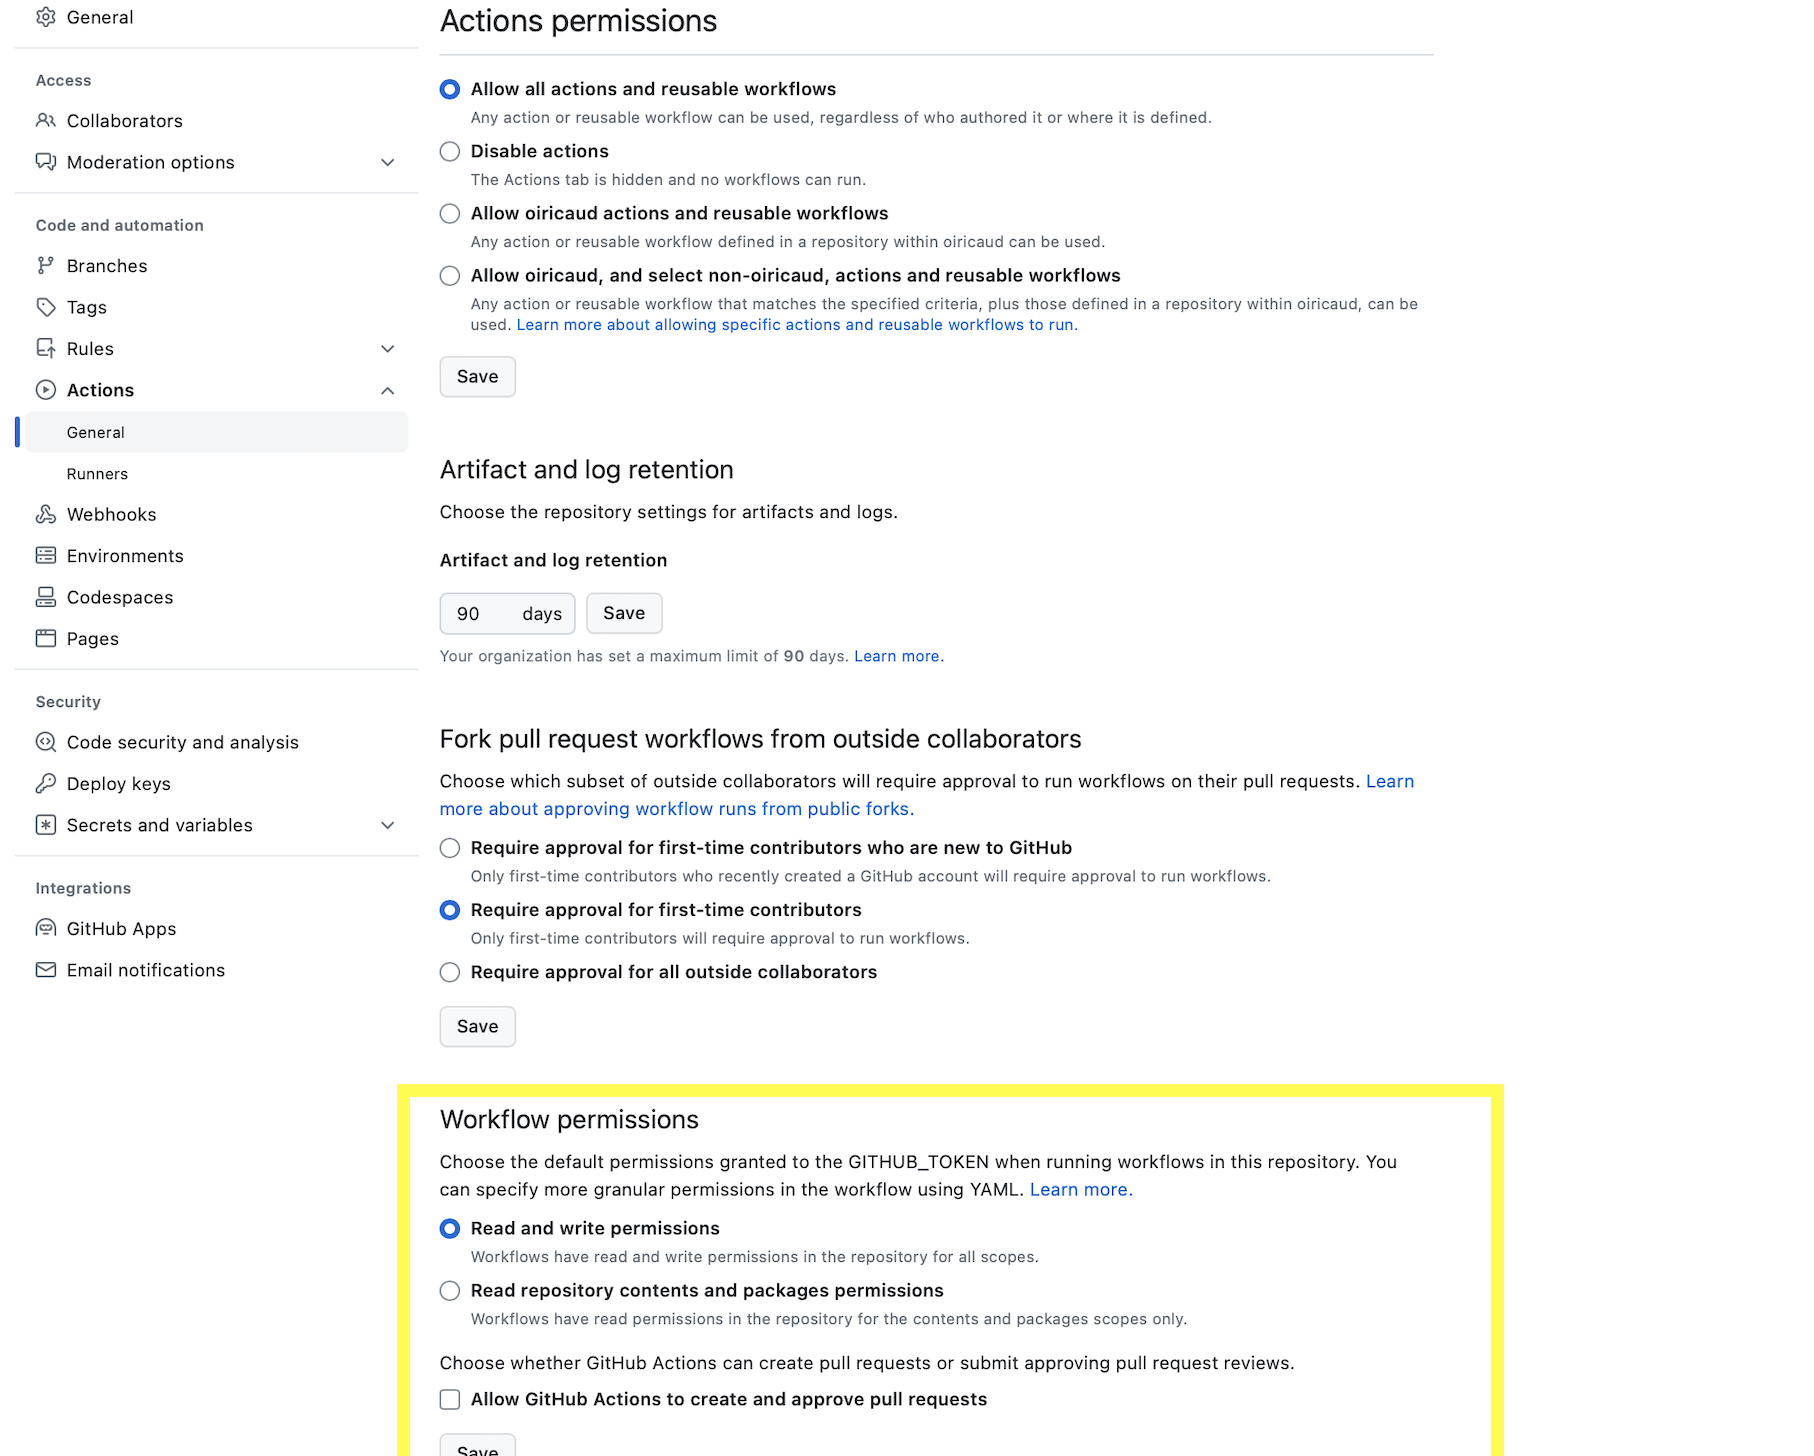 General
Access
Collaborators
Moderation options
Code and automation
Branches
Tags
Rules
Actions
General
Runners
Webhooks
Environments
Codespaces
Pages
Security
Code security and analysis
Deploy keys
Secrets and variables
Integrations
GitHub Apps
Email notifications
Actions permissions
Allow all actions and reusable workflows
Any action or reusable workflow can be used, regardless of who authored it or where it is defined.
Disable actions
The Actions tab is hidden and no workflows can run.
Allow oiricaud actions and reusable workflows
Any action or reusable workflow defined in a repository within oiricaud can be used.
Allow oiricaud, and select non-oiricaud, actions and reusable workflows
Any action or reusable workflow that matches the specified criteria, plus those defined in a repository within oiricaud, can be
used. Learn more about allowing specific actions and reusable workflows to run.
Save
Artifact and log retention
Choose the repository settings for artifacts and logs.
Artifact and log retention
90 days Save
Your organization has set a maximum limit of 90 days. Learn more.
Fork pull request workflows from outside collaborators
Choose which subset of outside collaborators will require approval to run workflows on their pull requests. Learn
more about approving workflow runs from public forks.
Require approval for first-time contributors who are new to GitHub
Only first-time contributors who recently created a GitHub account will require approval to run workflows.
Require approval for first-time contributors
Only first-time contributors will require approval to run workflows.
Require approval for all outside collaborators
Save
Workflow permissions
Choose the default permissions granted to the GITHUB_TOKEN when running workflows in this repository. You
can specify more granular permissions in the workflow using YAML. Learn more.
Read and write permissions
Workflows have read and write permissions in the repository for all scopes.
Read repository contents and packages permissions
Workflows have read permissions in the repository for the contents and packages scopes only.
Choose whether GitHub Actions can create pull requests or submit approving pull request reviews.
Allow GitHub Actions to create and approve pull requests
Save